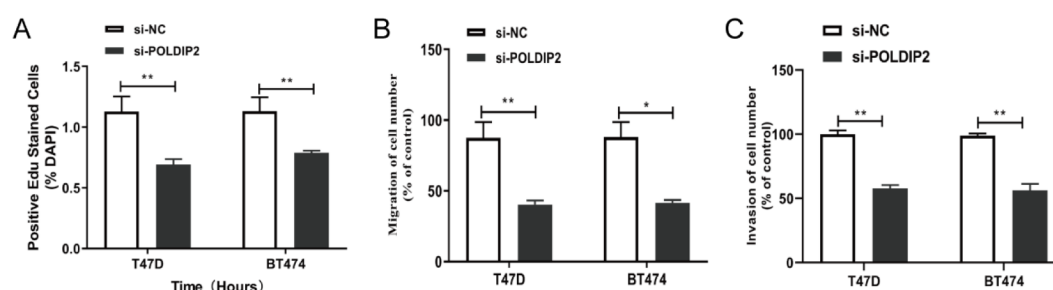 A
si-NC
si-POLDIP2
Positive Edu Stained Cells
(% DAPI)
1.5
1.0
0.5
0.0
**
**
T47D
BT474
Time（Hours）
B
si-NC
si-POLDIP2
Migration of cell number
(% of control)
150
100
50
0
**
*
T47D
BT474
C
si-NC
si-POLDIP2
Invasion of cell number
(% of control)
150
100
50
0
**
**
T47D
BT474